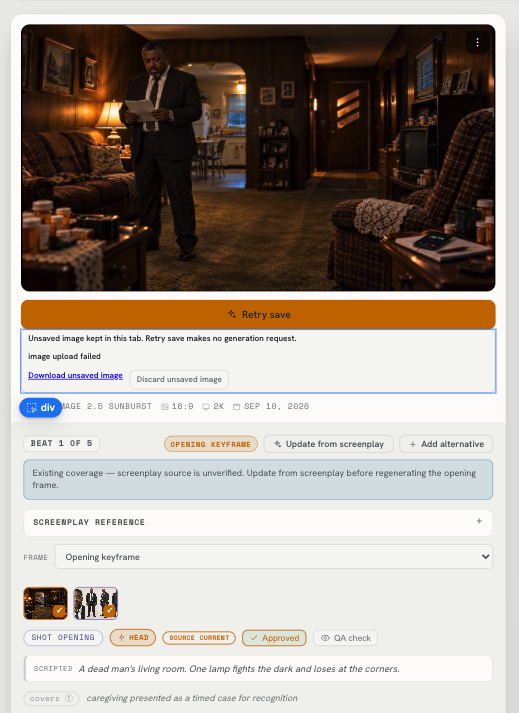 Retry save
Unsaved image kept in this tab. Retry save makes no generation request.
image upload failed
Download unsaved image Discard unsaved image
div MAGE 2.5 SUNBURST 16:9 2K SEP 10, 2026
BEAT 1 OF 5 OPENING KEYFRAME Update from screenplay Add alternative
Existing coverage — screenplay source is unverified. Update from screenplay before regenerating the opening
frame.
SCREENPLAY REFERENCE +
FRAME Opening keyframe
SHOT OPENING HEAD SOURCE CURRENT Approved QA check
SCRIPTED A dead man's living room. One lamp fights the dark and loses at the corners.
covers ① caregiving presented as a timed case for recognition